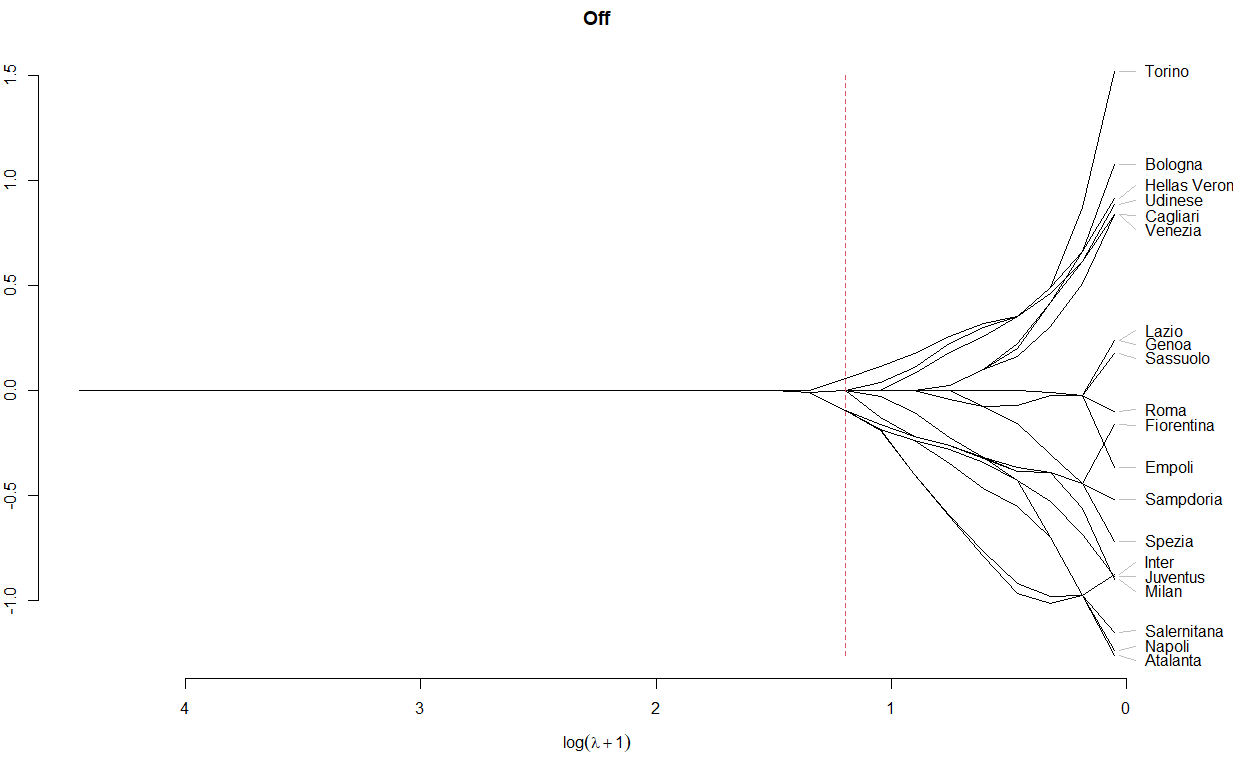 Off
1.5
1.0
0.5
0.0
-0.5
-1.0
Torino
Bologna
Hellas Veron
Udinese
Cagliari
Venezia
Lazio
Genoa
Sassuolo
Roma
Fiorentina
Empoli
Sampdoria
Spezia
Inter
Juventus
Milan
Salernitana
Napoli
Atalanta
4 3 2 1 0
log(λ+1)